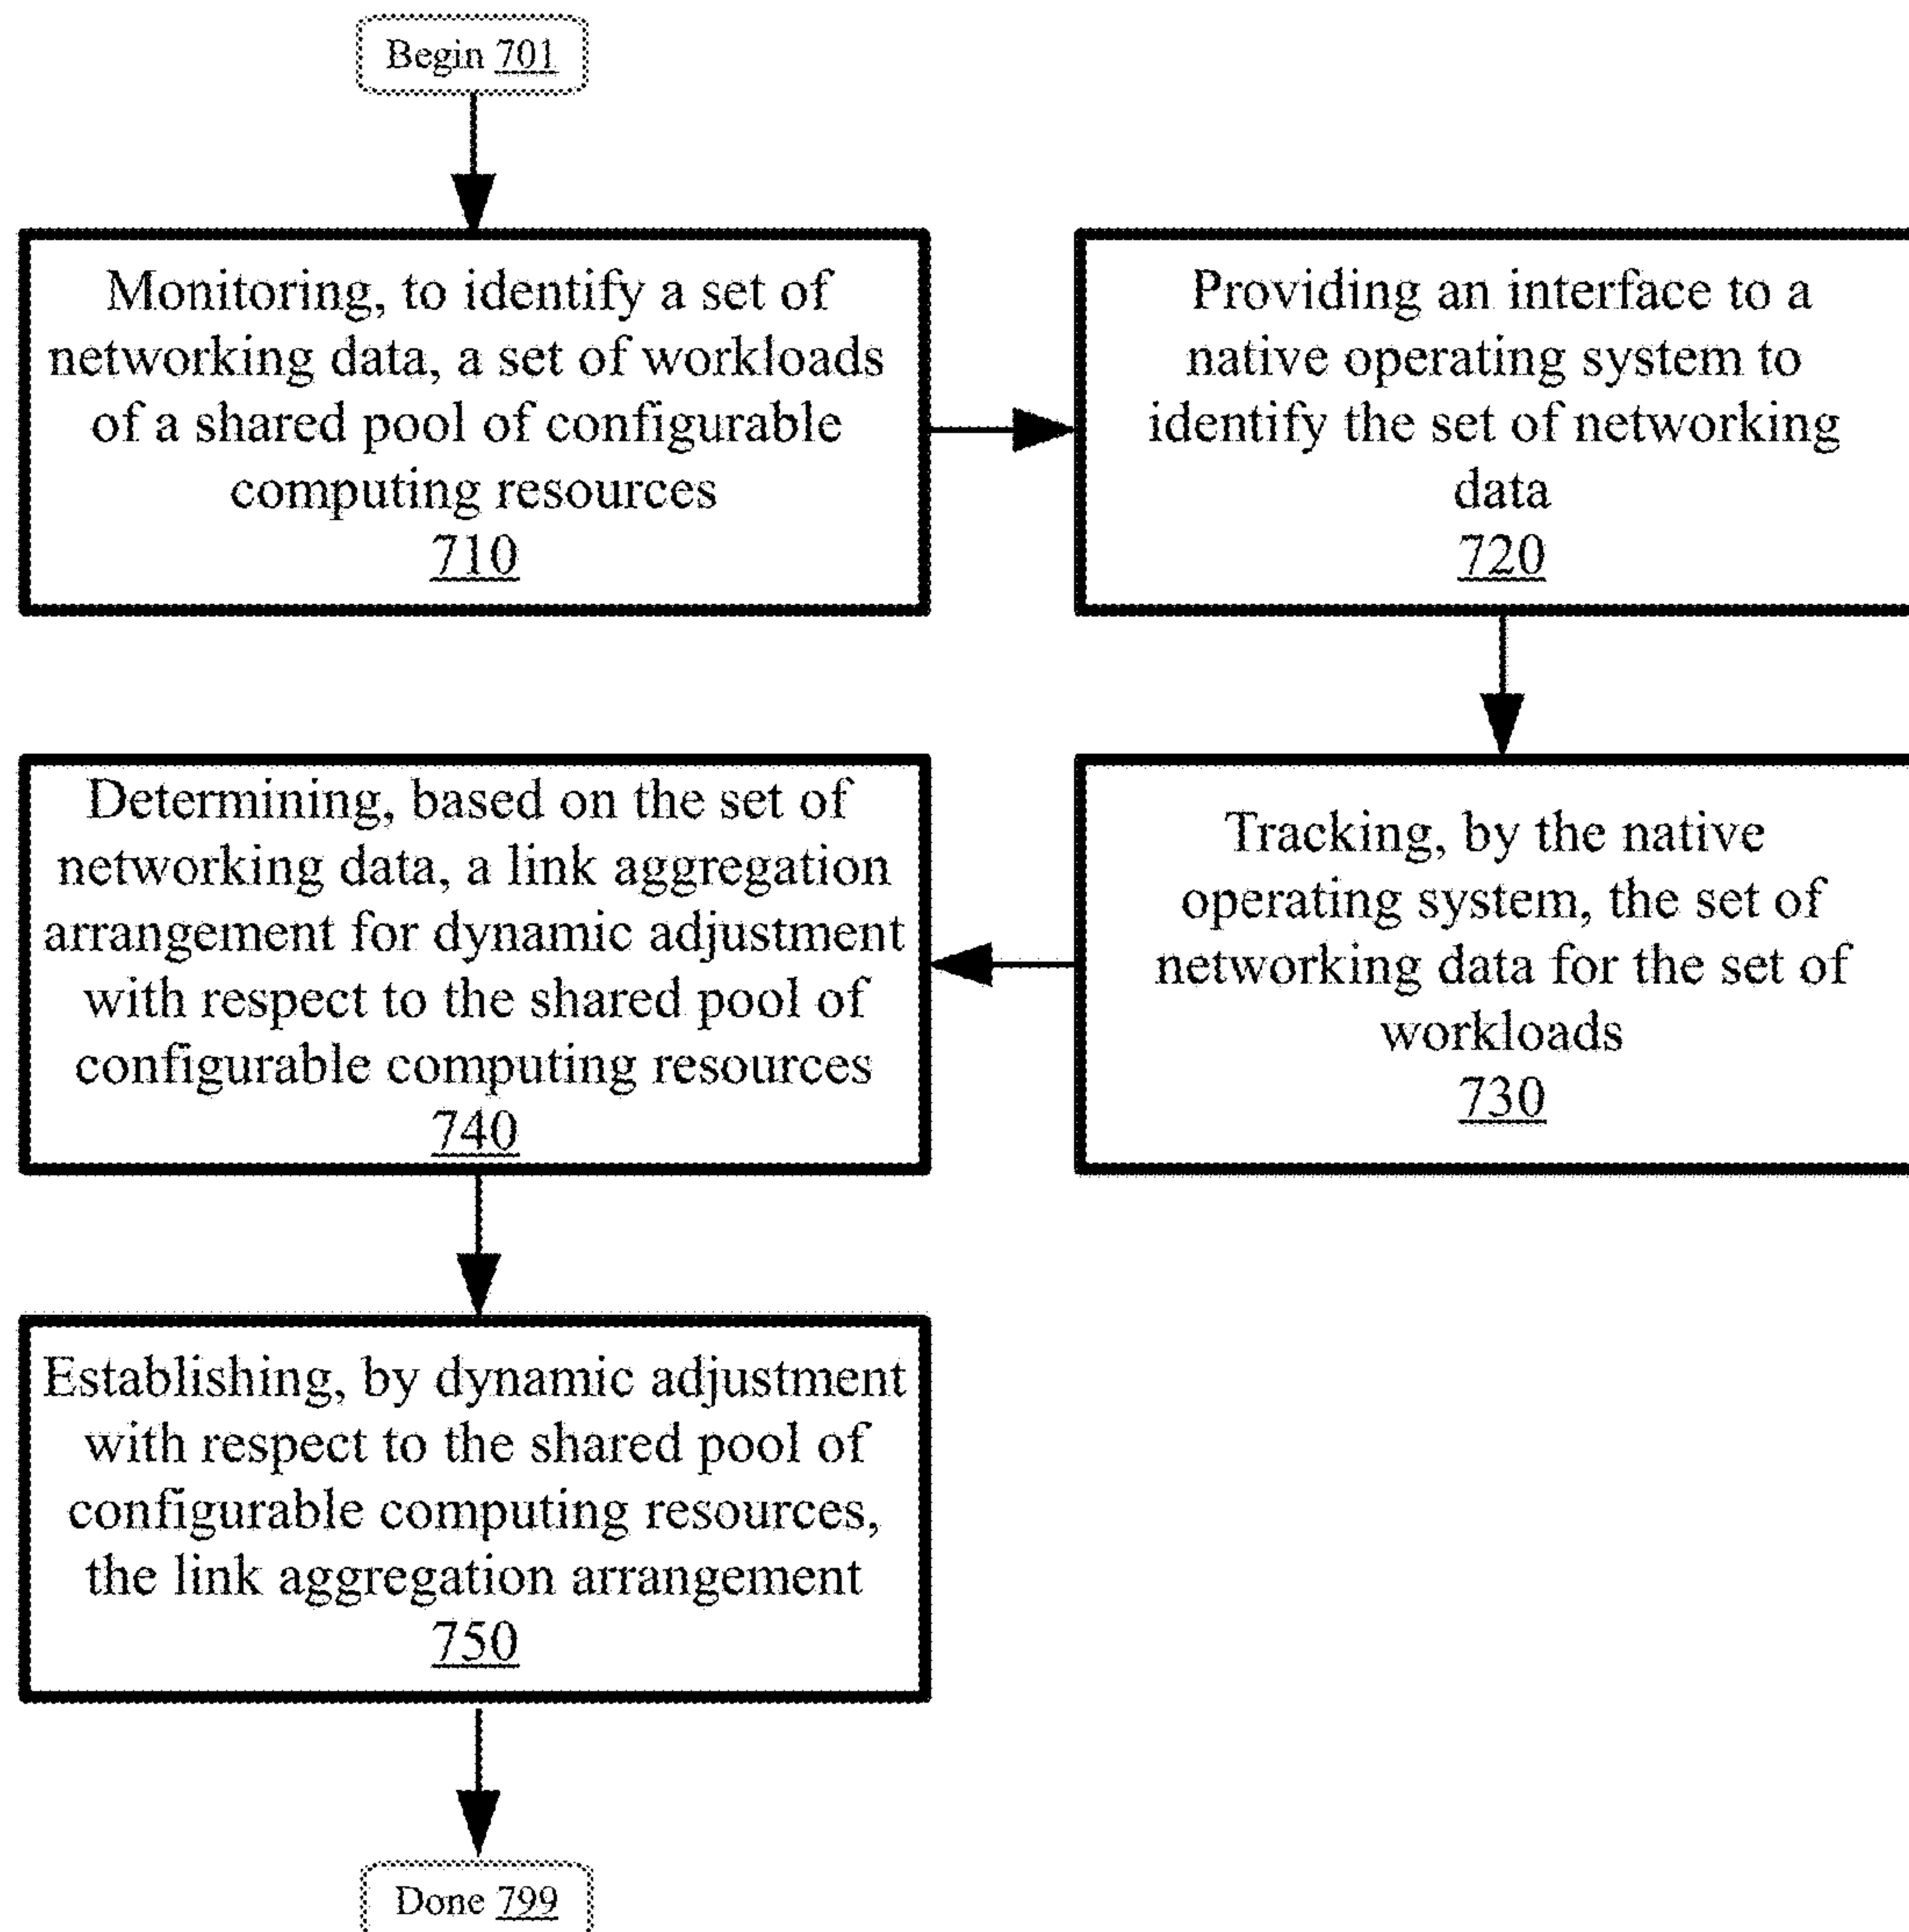 Begin 701
Monitoring, to identify a set of
networking data, a set of workloads
of a shared pool of configurable
computing resources
710
Providing an interface to a
native operating system to
identify the set of networking
data
720
Tracking, by the native
operating system, the set of
networking data for the set of
workloads
730
Determining, based on the set of
networking data, a link aggregation
arrangement for dynamic adjustment
with respect to the shared pool of
configurable computing resources
740
Establishing, by dynamic adjustment
with respect to the shared pool of
configurable computing resources,
the link aggregation arrangement
750
Done 799